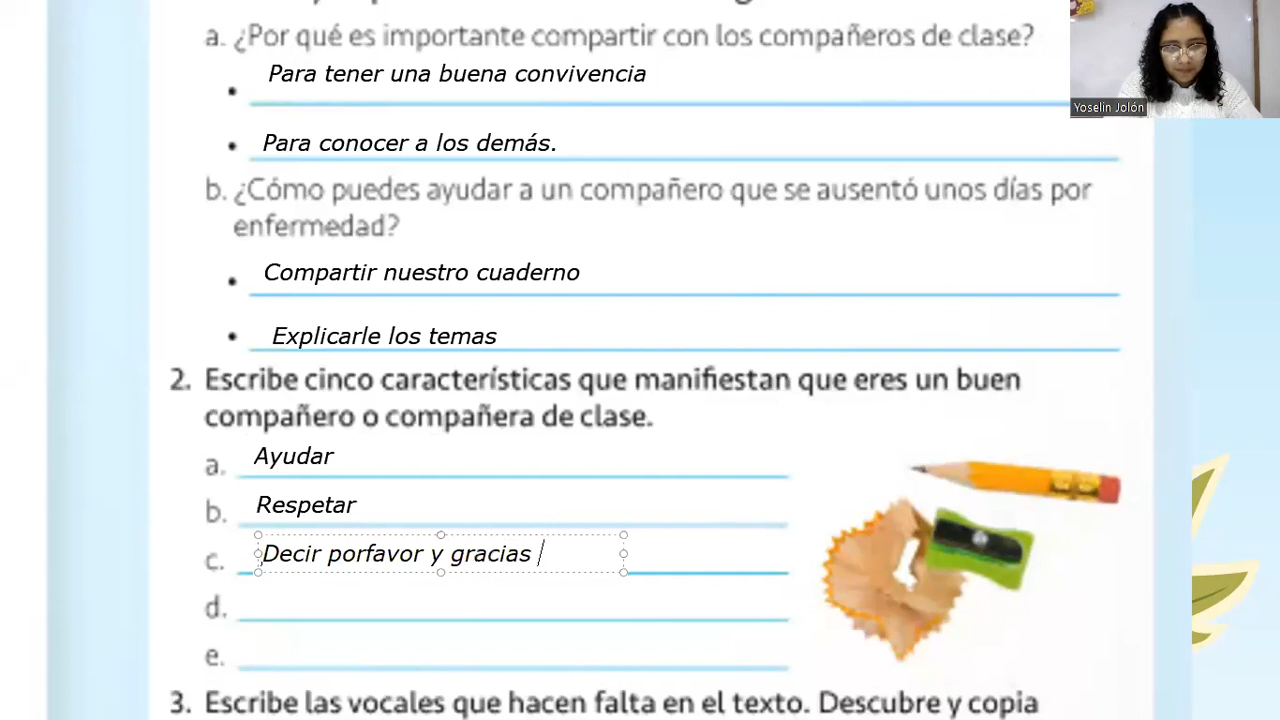 a. ¿Por qué es importante compartir con los compañeros de clase?
Yoselin Jolón
• Para tener una buena convivencia
• Para conocer a los demás.
b. ¿Cómo puedes ayudar a un compañero que se ausentó unos días por
enfermedad?
• Compartir nuestro cuaderno
• Explicarle los temas
2. Escribe cinco características que manifiestan que eres un buen
compañero o compañera de clase.
a. Ayudar
b. Respetar
c. Decir porfavor y gracias
d.
e.
3. Escribe las vocales que hacen falta en el texto. Descubre y copia